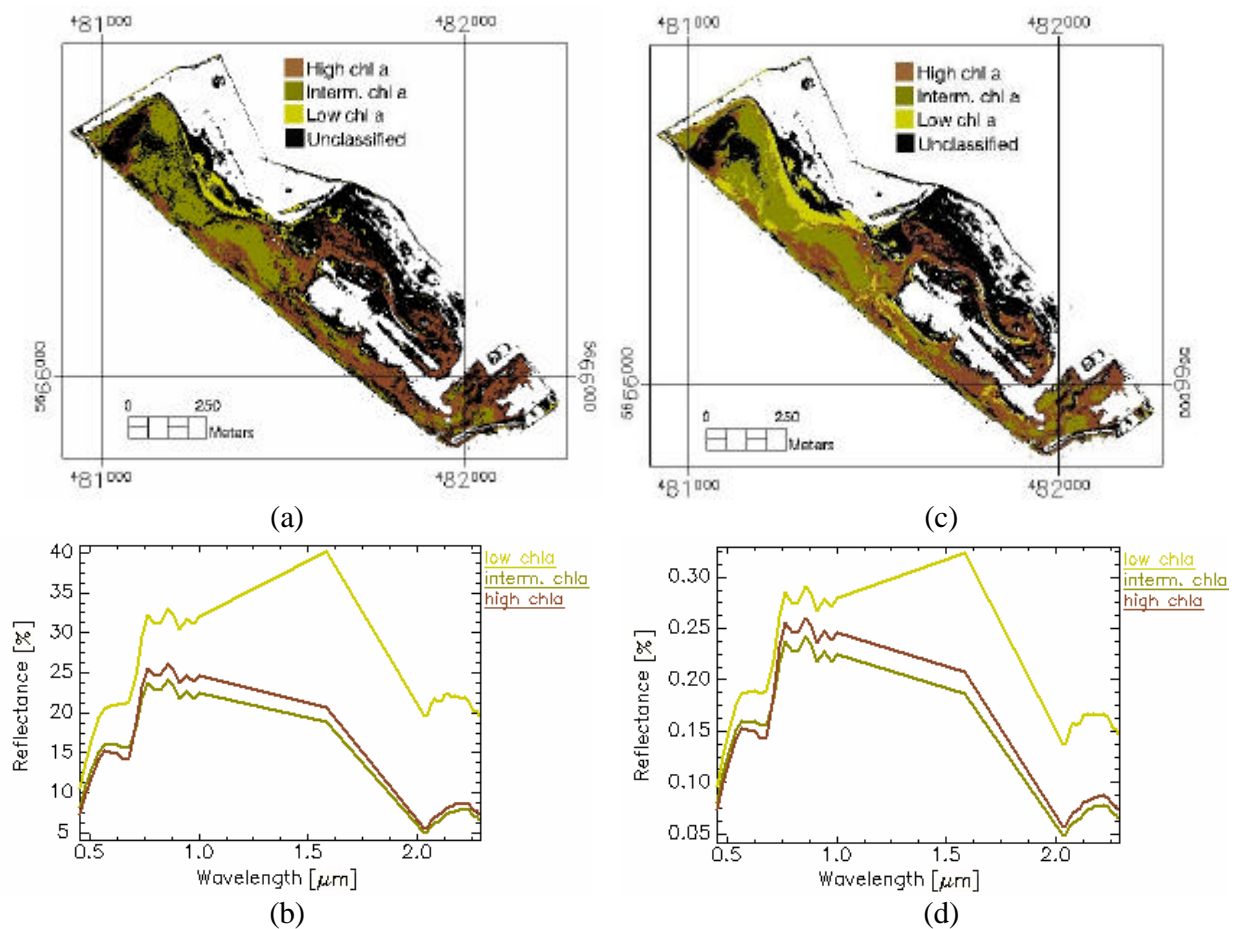 481000 482000
High chl a
Interm. chl a
Low chl a
Unclassified
5666000
5666000
0 250
Meters
481000 482000
(a)
481000 482000
High chl a
Interm. chl a
Low chl a
Unclassified
5666000
5666000
0 250
Meters
481000 482000
(c)
40
35
30
25
20
15
10
5
Reflectance [%]
0.5 1.0 1.5 2.0
Wavelength [μm]
low chla
interm. chla
high chla
(b)
0.30
0.25
0.20
0.15
0.10
0.05
Reflectance [%]
0.5 1.0 1.5 2.0
Wavelength [μm]
low chla
interm. chla
high chla
(d)